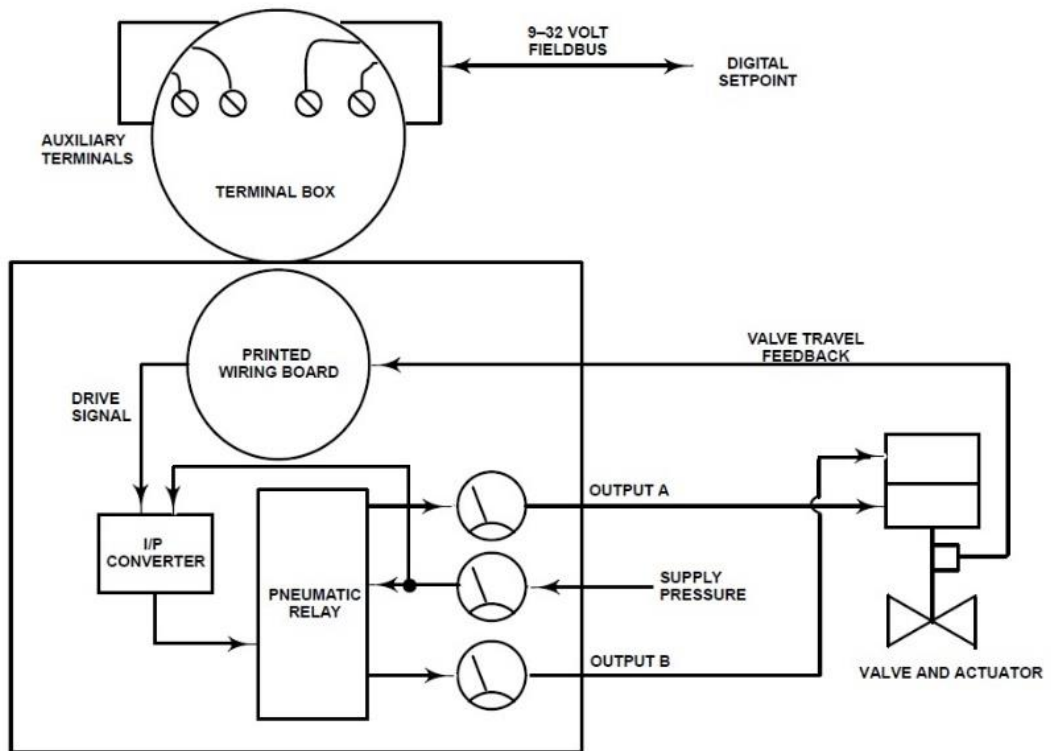 9–32 VOLT
FIELDBUS
DIGITAL
SETPOINT
AUXILIARY
TERMINALS
TERMINAL BOX
PRINTED
WIRING BOARD
VALVE TRAVEL
FEEDBACK
DRIVE
SIGNAL
OUTPUT A
I/P
CONVERTER
PNEUMATIC
RELAY
SUPPLY
PRESSURE
OUTPUT B
VALVE AND ACTUATOR